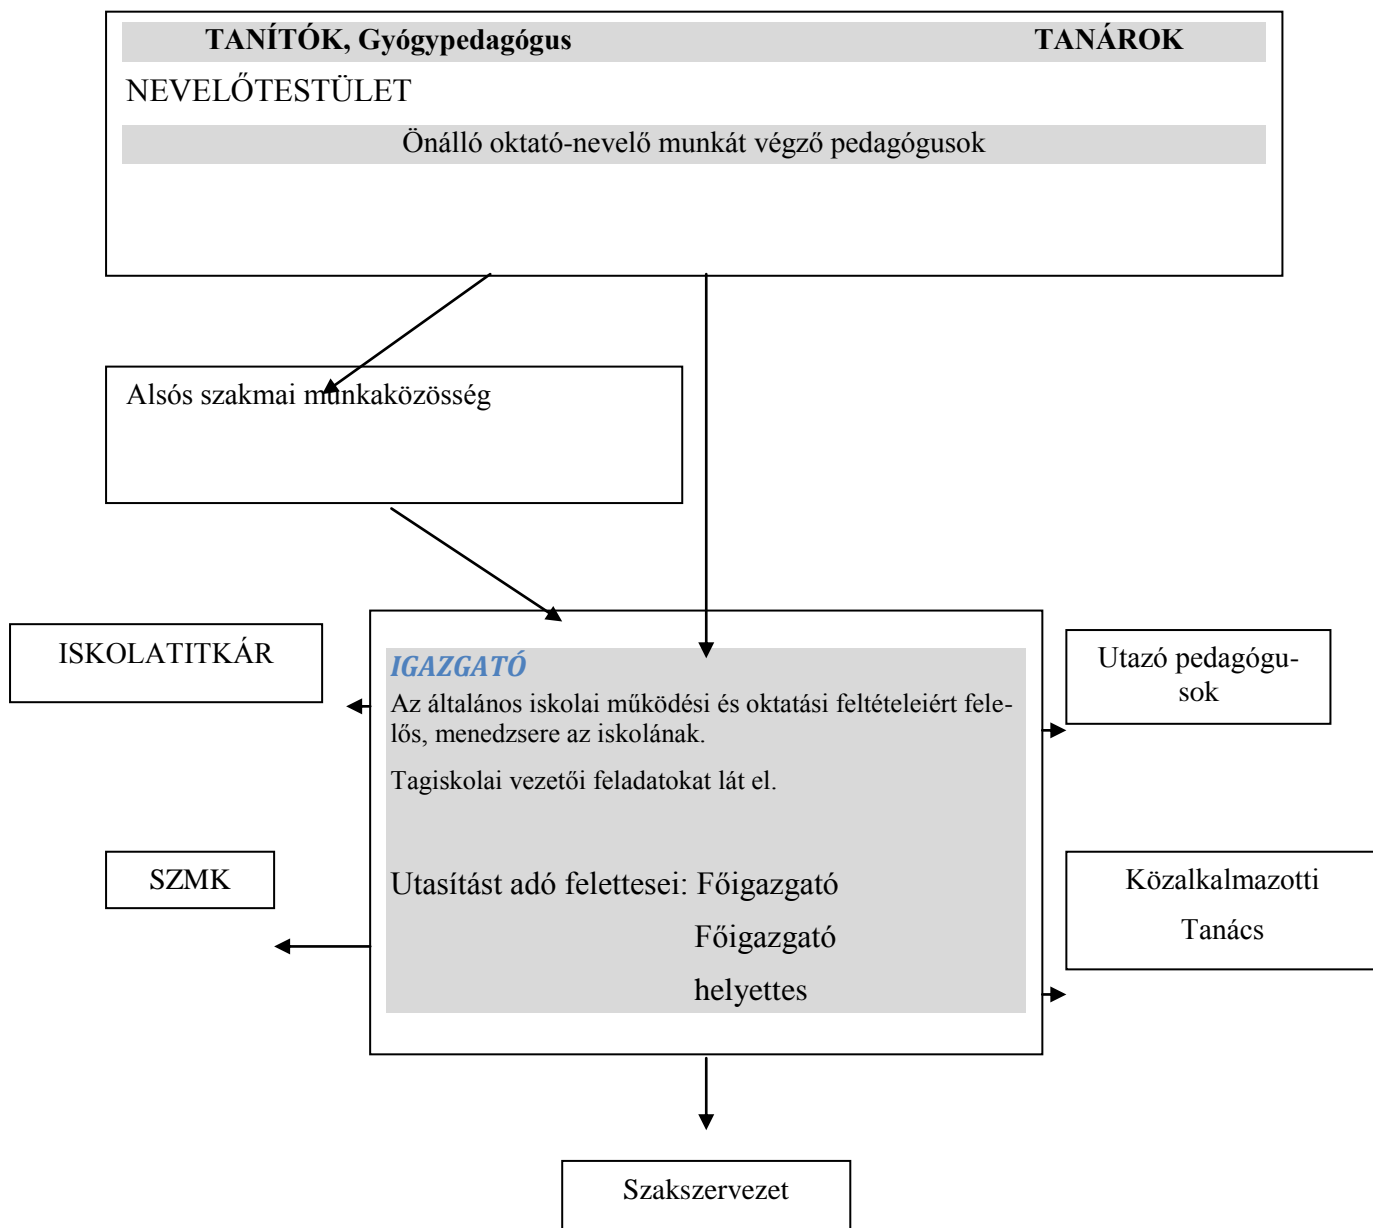 TANÍTÓK, Gyógypedagógus TANÁROK
NEVELŐTESTÜLET
Önálló oktató-nevelő munkát végző pedagógusok
Alsós szakmai munkaközösség
ISKOLATITKÁR
IGAZGATÓ
Az általános iskolai működési és oktatási feltételeiért fele-
lős, menedzsere az iskolának.
Tagiskolai vezetői feladatokat lát el.
Utasítást adó felettesei: Főigazgató
Főigazgató
helyettes
Utazó pedagógu-
sok
SZMK
Közalkalmazotti
Tanács
Szakszervezet